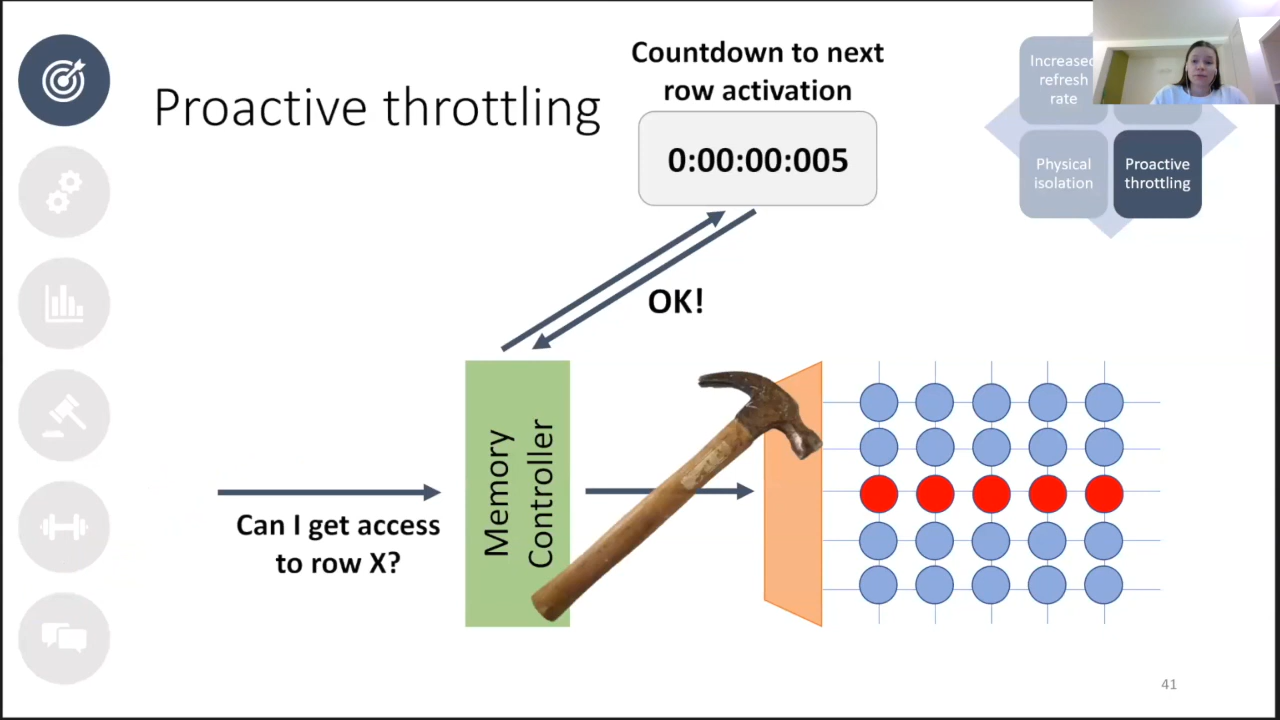 Proactive throttling
Countdown to next
row activation
0:00:00:005
OK!
Can I get access
to row X?
Memory
Controller
Increased
refresh
rate
Physical
isolation
Proactive
throttling
41